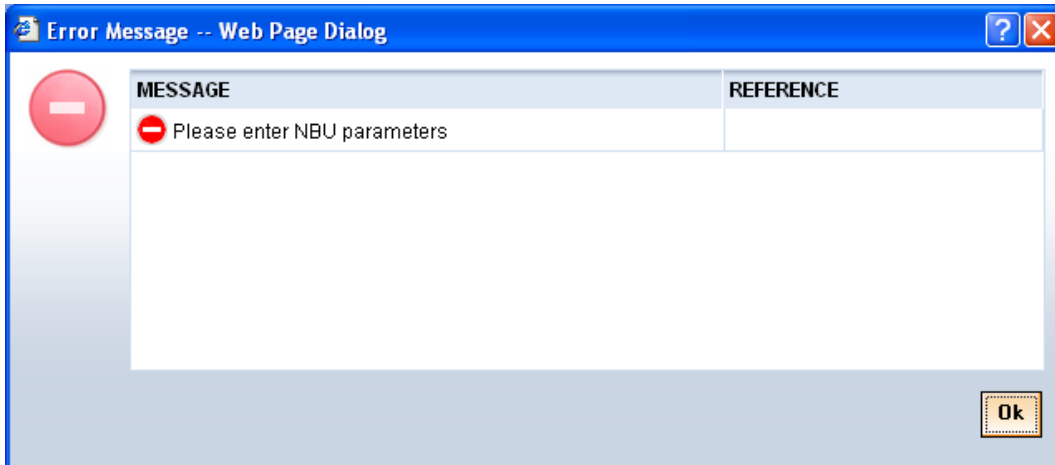 Error Message -- Web Page Dialog
?
MESSAGE REFERENCE
Please enter NBU parameters
Ok